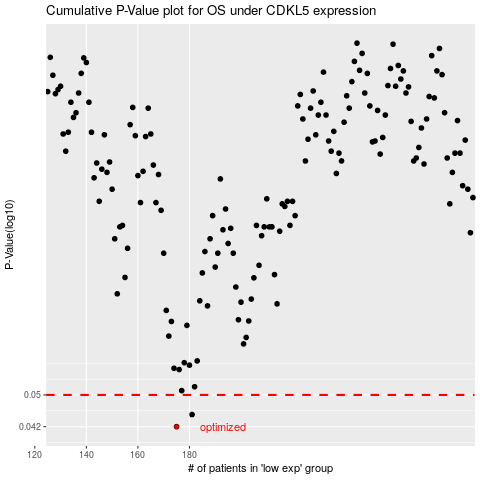 Cumulative P-Value plot for OS under CDKL5 expression
P-Value(log10)
0.05
0.042
optimized
120 140 160 180
# of patients in 'low exp' group